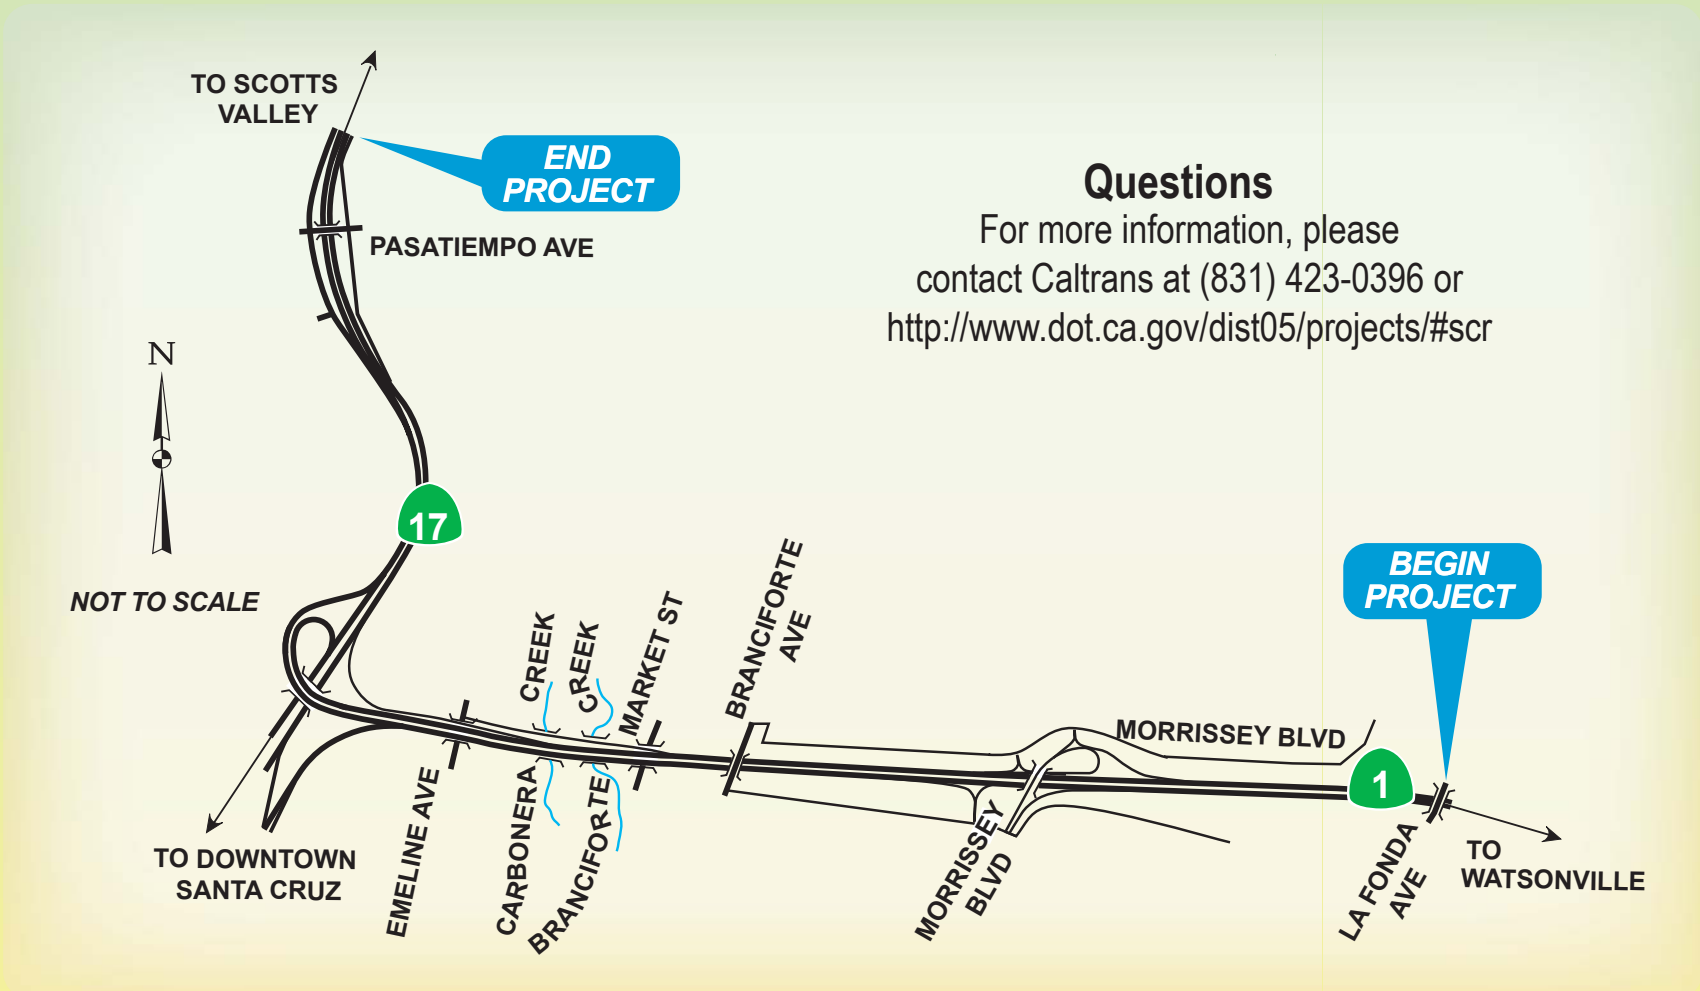 TO SCOTTS
VALLEY
END
PROJECT
PASATIEMPO AVE
Questions
For more information, please
contact Caltrans at (831) 423-0396 or
http://www.dot.ca.gov/dist05/projects/#scr
N
NOT TO SCALE
17
CREEK
CREEK
MARKET ST
BRANCIFORTE
AVE
MORRISSEY BLVD
BEGIN
PROJECT
1
TO DOWNTOWN
SANTA CRUZ
EMELINE AVE
CARBONERA
BRANCIFORTE
MORRISSEY
BLVD
LA FONDA
AVE
TO
WATSONVILLE